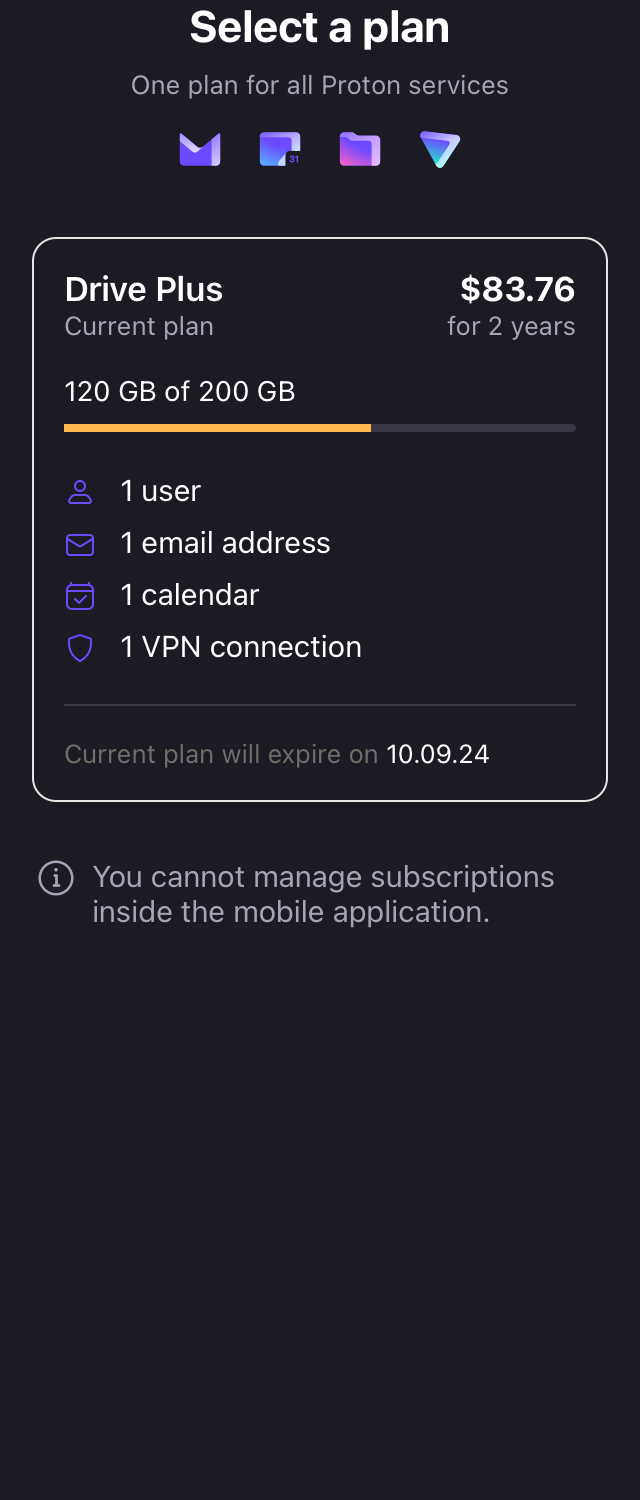 Select a plan
One plan for all Proton services
31
Drive Plus
$83.76
Current plan
for 2 years
120 GB of 200 GB
1 user
1 email address
1 calendar
1 VPN connection
Current plan will expire on 10.09.24
You cannot manage subscriptions
inside the mobile application.